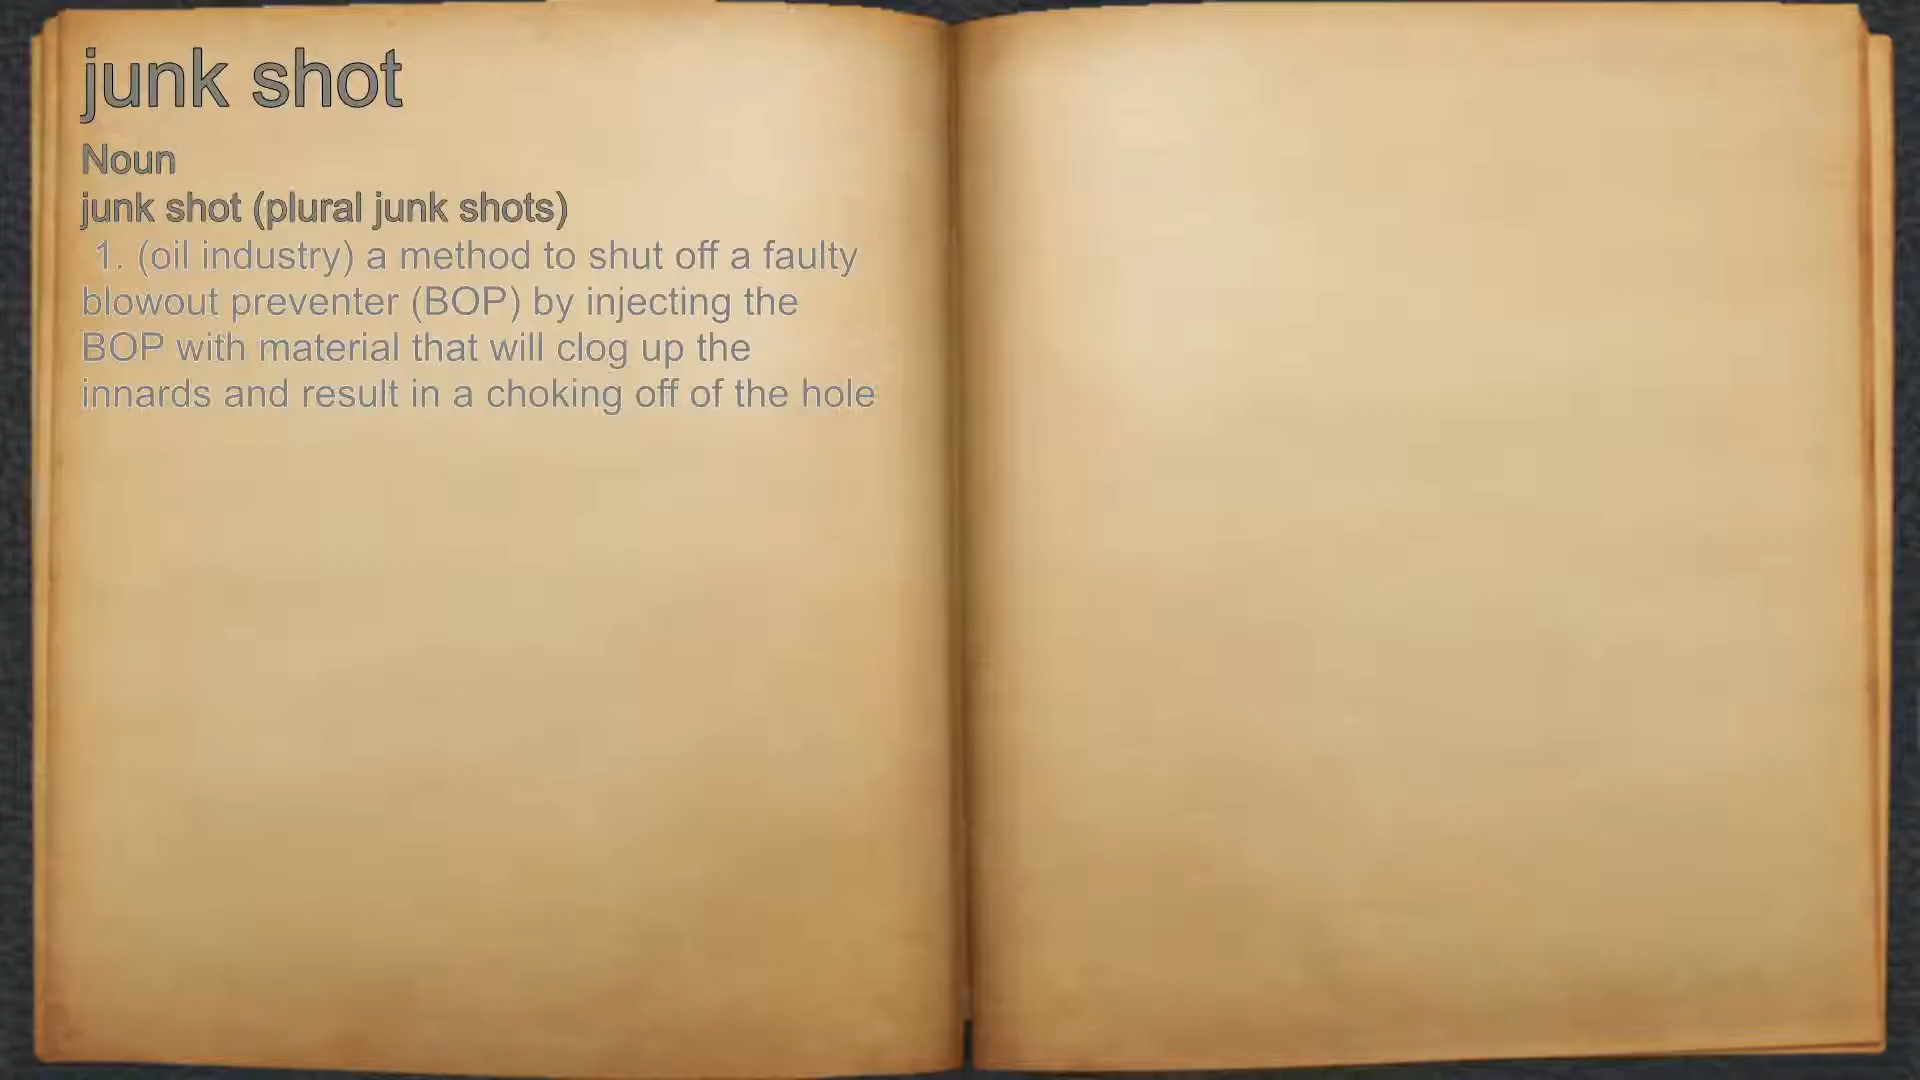 junk shot
Noun
junk shot (plural junk shots)
1. (oil industry) a method to shut off a faulty
blowout preventer (BOP) by injecting the
BOP with material that will clog up the
innards and result in a choking off of the hole